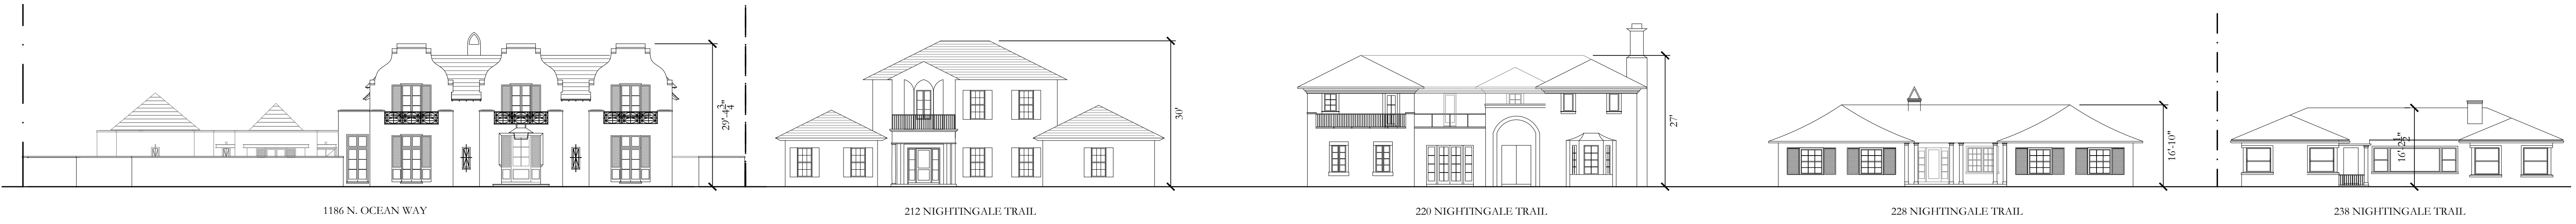 29'-4 3/4"
30'
27'
16'-10"
16'-2 1/2"
1186 N. OCEAN WAY
212 NIGHTINGALE TRAIL
220 NIGHTINGALE TRAIL
228 NIGHTINGALE TRAIL
238 NIGHTINGALE TRAIL